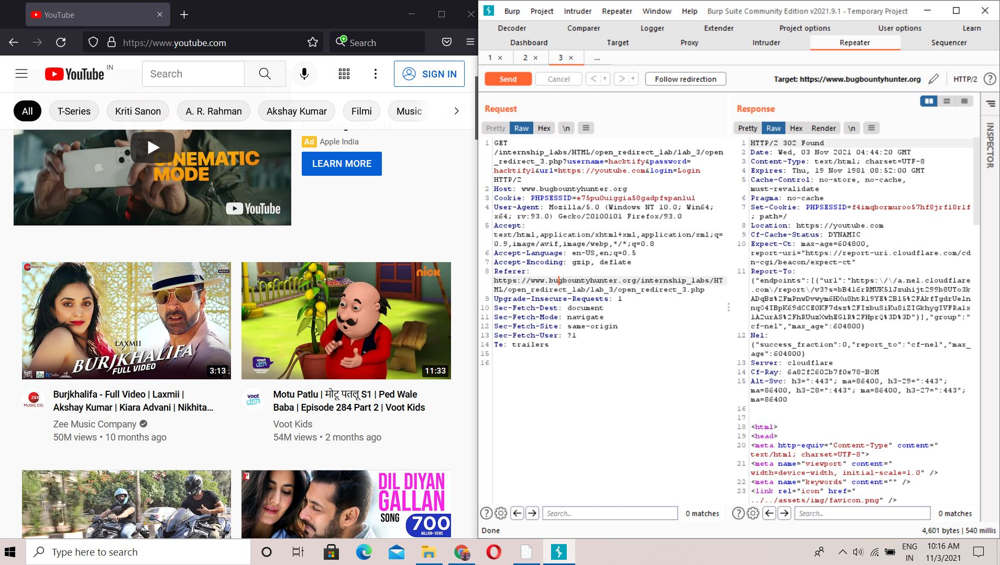 YouTube
https://www.youtube.com
Search
YouTube IN
Search
SIGN IN
All
T-Series
Kriti Sanon
A. R. Rahman
Akshay Kumar
Filmi
Music
CINEMATIC
MODE
YouTube
Ad Apple India
LEARN MORE
ZEE MUSIC CO.
LAXMII
BURJKHALIFA
FULL VIDEO
3:13
nick
voot kids
DOWNLOAD THE APP
11:33
ZEE MUSIC CO.
Burjkhalifa - Full Video | Laxmii |
Akshay Kumar | Kiara Advani | Nikhita...
Zee Music Company
50M views • 10 months ago
voot kids
Motu Patlu | मोटू पतलू S1 | Ped Wale
Baba | Episode 284 Part 2 | Voot Kids
Voot Kids
54M views • 2 months ago
DIL DIYAN
GALLAN
SONG
700
MILLION+ VIEWS
Burp Project Intruder Repeater Window Help Burp Suite Community Edition v2021.9.1 - Temporary Project
Decoder Comparer Logger Extender Project options User options Learn
Dashboard Target Proxy Intruder Repeater Sequencer
1 × 2 × 3 × ...
Send Cancel < > Follow redirection Target: https://www.bugbountyhunter.org HTTP/2
Request
Pretty Raw Hex \n
1 GET
/internship_labs/HTML/open_redirect_lab/lab_3/open
_redirect_3.php?username=hacktify&password=
hacktify1&url=https://youtube.com&login=Login
HTTP/2
2 Host: www.bugbountyhunter.org
3 Cookie: PHPSESSID=e75pu0uiggia58gadpfspanlu1
4 User-Agent: Mozilla/5.0 (Windows NT 10.0; Win64;
x64; rv:93.0) Gecko/20100101 Firefox/93.0
5 Accept:
text/html,application/xhtml+xml,application/xml;q=
0.9,image/avif,image/webp,*/*;q=0.8
6 Accept-Language: en-US,en;q=0.5
7 Accept-Encoding: gzip, deflate
8 Referer:
https://www.bugbountyhunter.org/internship_labs/HT
ML/open_redirect_lab/lab_3/open_redirect_3.php
9 Upgrade-Insecure-Requests: 1
10 Sec-Fetch-Dest: document
11 Sec-Fetch-Mode: navigate
12 Sec-Fetch-Site: same-origin
13 Sec-Fetch-User: ?1
14 Te: trailers
15
16
Search... 0 matches
Done
Response
Pretty Raw Hex Render \n
INSPECTOR
1 HTTP/2 302 Found
2 Date: Wed, 03 Nov 2021 04:44:20 GMT
3 Content-Type: text/html; charset=UTF-8
4 Expires: Thu, 19 Nov 1981 08:52:00 GMT
5 Cache-Control: no-store, no-cache,
must-revalidate
6 Pragma: no-cache
7 Set-Cookie: PHPSESSID=f4imqbormuroo57hf8jrf18rlf
; path=/
8 Location: https://youtube.com
9 Cf-Cache-Status: DYNAMIC
10 Expect-Ct: max-age=604800,
report-uri="https://report-uri.cloudflare.com/cd
n-cgi/beacon/expect-ct"
11 Report-To:
{"endpoints":[{"url":"https:\/\/a.nel.cloudflare
.com\/report\/v3?s=bB4l6rRMUK5lJzuhijt299b8UTo3k
ADqBz%2FmPnwDvwym6HXu8htRl9YE%2B15%2FAkfTgdrUeln
nq04IBpK69dCCE0KF7dsz%2FIzbuSiKu8iZIGkhygIVFRalx
lA2urAS%2FhRUuzXwhEGlR%2FHprQ%3D%3D"}],"group":"
cf-nel","max_age":604800}
12 Nel:
{"success_fraction":0,"report_to":"cf-nel","max_
age":604800}
13 Server: cloudflare
14 Cf-Ray: 6a82f2602b7f0e78-BOM
15 Alt-Svc: h3=":443"; ma=86400, h3-29=":443";
ma=86400, h3-28=":443"; ma=86400, h3-27=":443";
ma=86400
16
17
18 <html>
19 <head>
20 <meta http-equiv="Content-Type" content="
text/html; charset=UTF-8">
21 <meta name="viewport" content="
width=device-width, initial-scale=1.0" />
22 <meta name="keywords" content="" />
23 <link rel="icon" href="
../../assets/img/favicon.png" />
Search... 0 matches
4,601 bytes | 540 millis
Type here to search
ENG
IN
10:16 AM
11/3/2021